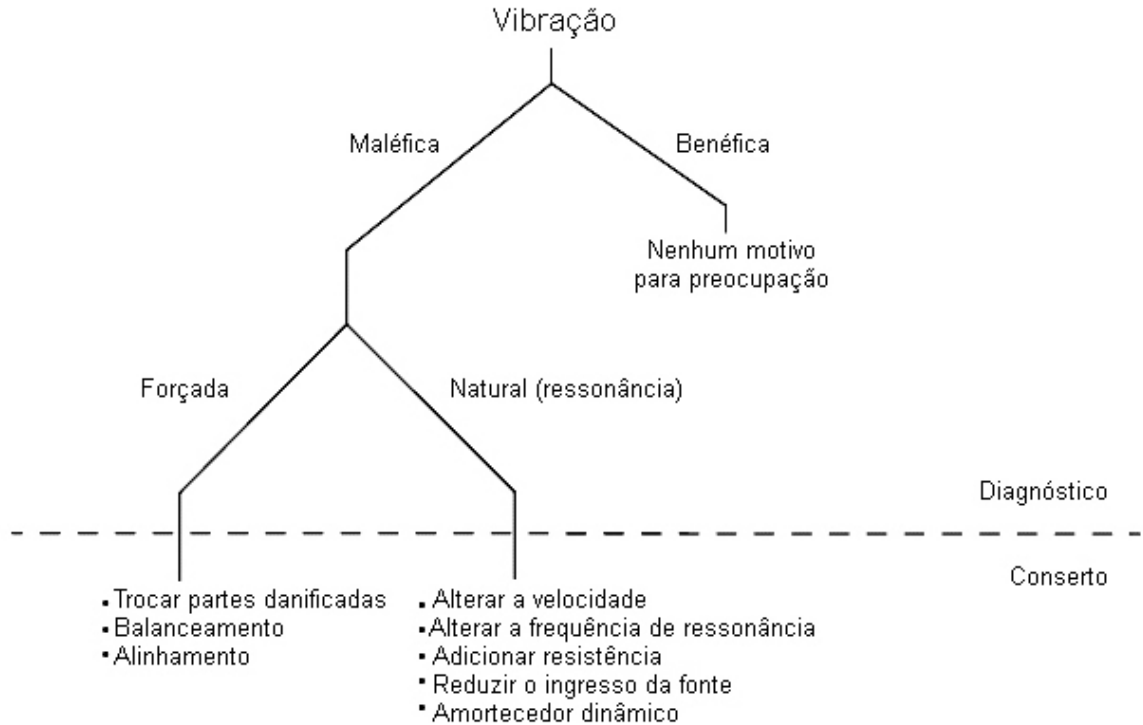 Vibração
Maléfica
Benéfica
Nenhum motivo
para preocupação
Forçada
Natural (ressonância)
Diagnóstico
Conserto
▪ Trocar partes danificadas
▪ Balanceamento
▪ Alinhamento
▪ Alterar a velocidade
▪ Alterar a frequência de ressonância
▪ Adicionar resistência
▪ Reduzir o ingresso da fonte
▪ Amortecedor dinâmico